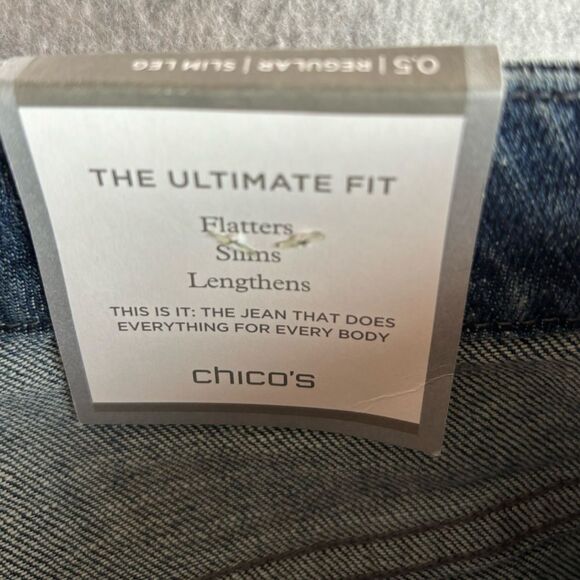 0.5 | REGULAR | SLIM LEG
THE ULTIMATE FIT
Flatters
Slims
Lengthens
THIS IS IT: THE JEAN THAT DOES
EVERYTHING FOR EVERY BODY
chico's